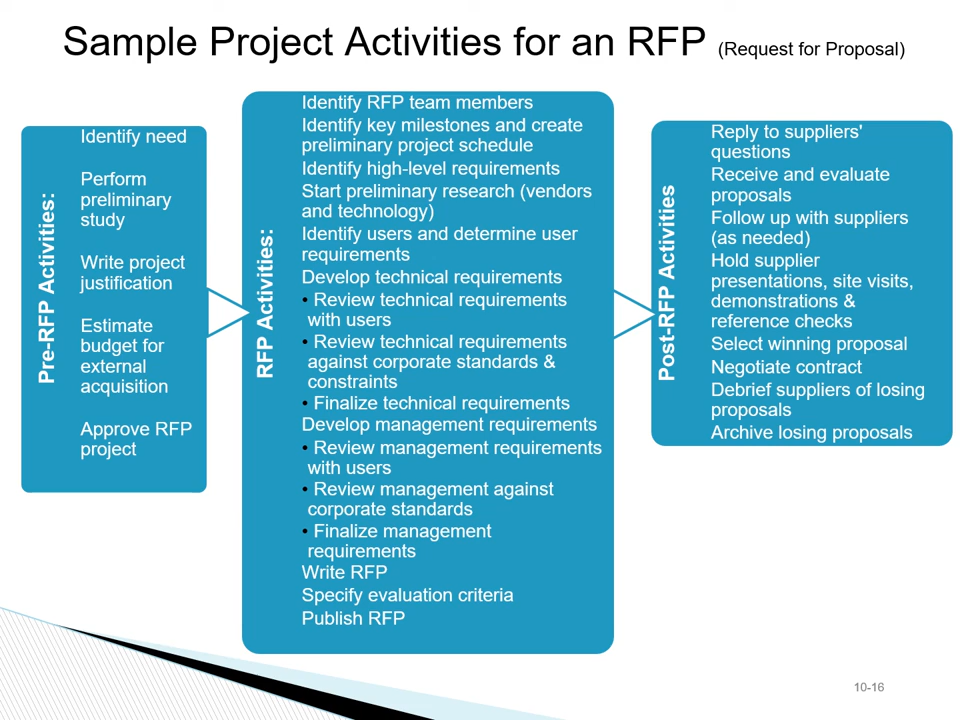 Sample Project Activities for an RFP (Request for Proposal)
Pre-RFP Activities:
Identify need
Perform
preliminary
study
Write project
justification
Estimate
budget for
external
acquisition
Approve RFP
project
RFP Activities:
Identify RFP team members
Identify key milestones and create
preliminary project schedule
Identify high-level requirements
Start preliminary research (vendors
and technology)
Identify users and determine user
requirements
Develop technical requirements
• Review technical requirements
with users
• Review technical requirements
against corporate standards &
constraints
• Finalize technical requirements
Develop management requirements
• Review management requirements
with users
• Review management against
corporate standards
• Finalize management
requirements
Write RFP
Specify evaluation criteria
Publish RFP
Post-RFP Activities
Reply to suppliers'
questions
Receive and evaluate
proposals
Follow up with suppliers
(as needed)
Hold supplier
presentations, site visits,
demonstrations &
reference checks
Select winning proposal
Negotiate contract
Debrief suppliers of losing
proposals
Archive losing proposals
10-16